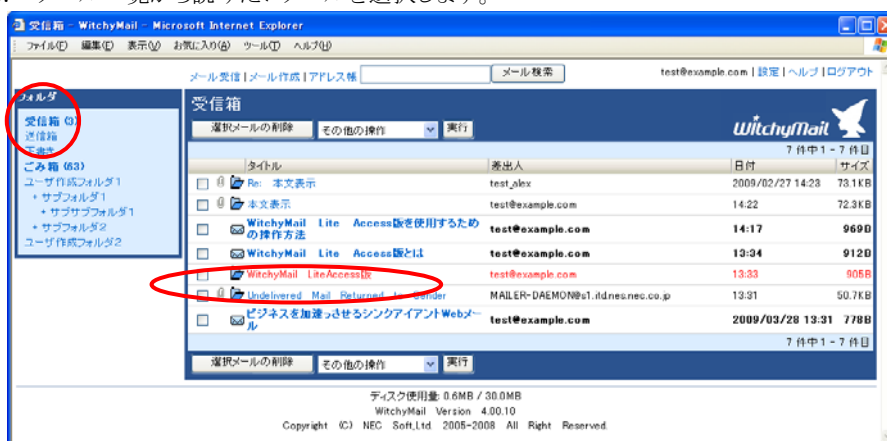 受信箱 - WitchyMail - Microsoft Internet Explorer
ファイル(F) 編集(E) 表示(V) お気に入り(A) ツール(T) ヘルプ(H)
メール受信 | メール作成 | アドレス帳 メール検索 test@example.com | 設定 | ヘルプ | ログアウト
フォルダ
受信箱 (3)
送信箱
下書き
ごみ箱 (63)
ユーザ作成フォルダ1
+ サブフォルダ1
+ サブサブフォルダ1
+ サブフォルダ2
ユーザ作成フォルダ2
受信箱
選択メールの削除 その他の操作 実行 WitchyMail
7 件中 1 - 7 件目
タイトル 差出人 日付 サイズ
Re: 本文表示 test_alex 2009/02/27 14:23 73.1KB
本文表示 test@example.com 14:22 72.3KB
WitchyMail Lite Access版を使用するため
の操作方法 test@example.com 14:17 969B
WitchyMail Lite Access版とは test@example.com 13:34 912B
WitchyMail LiteAccess版 test@example.com 13:33 905B
Undelivered Mail Returned to Sender MAILER-DAEMON@s1.itd.nes.nec.co.jp 13:31 50.7KB
ビジネスを加速っさせるシンクアイアントWebメー
ル test@example.com 2009/03/28 13:31 778B
7 件中 1 - 7 件目
選択メールの削除 その他の操作 実行
ディスク使用量: 0.6MB / 30.0MB
WitchyMail Version 4.00.10
Copyright (C) NEC Soft,Ltd 2005-2008 All Right Reserved.